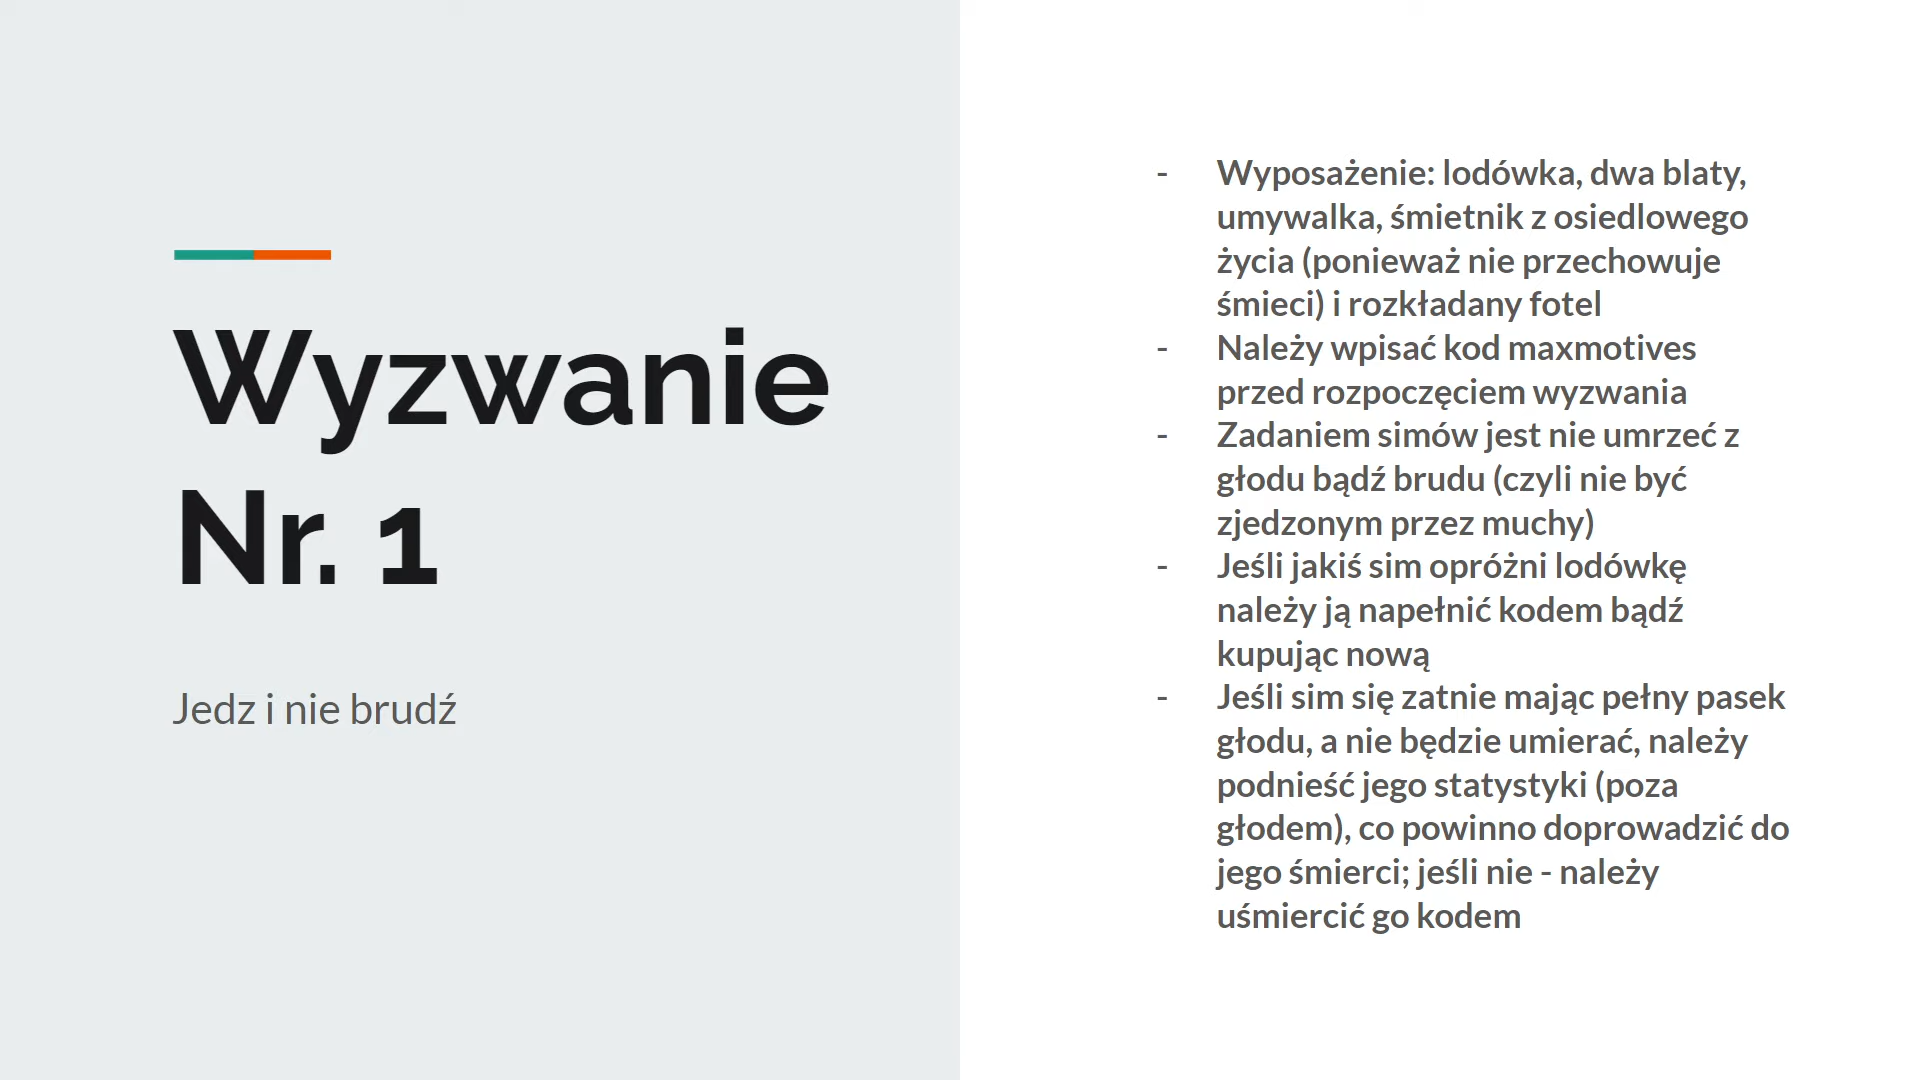 Wyzwanie
Nr. 1
Jedz i nie brudź
- Wyposażenie: lodówka, dwa blaty,
umywalka, śmietnik z osiedlowego
życia (ponieważ nie przechowuje
śmieci) i rozkładany fotel
- Należy wpisać kod maxmotives
przed rozpoczęciem wyzwania
- Zadaniem simów jest nie umrzeć z
głodu bądź brudu (czyli nie być
zjedzonym przez muchy)
- Jeśli jakiś sim opróżni lodówkę
należy ją napełnić kodem bądź
kupując nową
- Jeśli sim się zatnie mając pełny pasek
głodu, a nie będzie umierać, należy
podnieść jego statystyki (poza
głodem), co powinno doprowadzić do
jego śmierci; jeśli nie - należy
uśmiercić go kodem